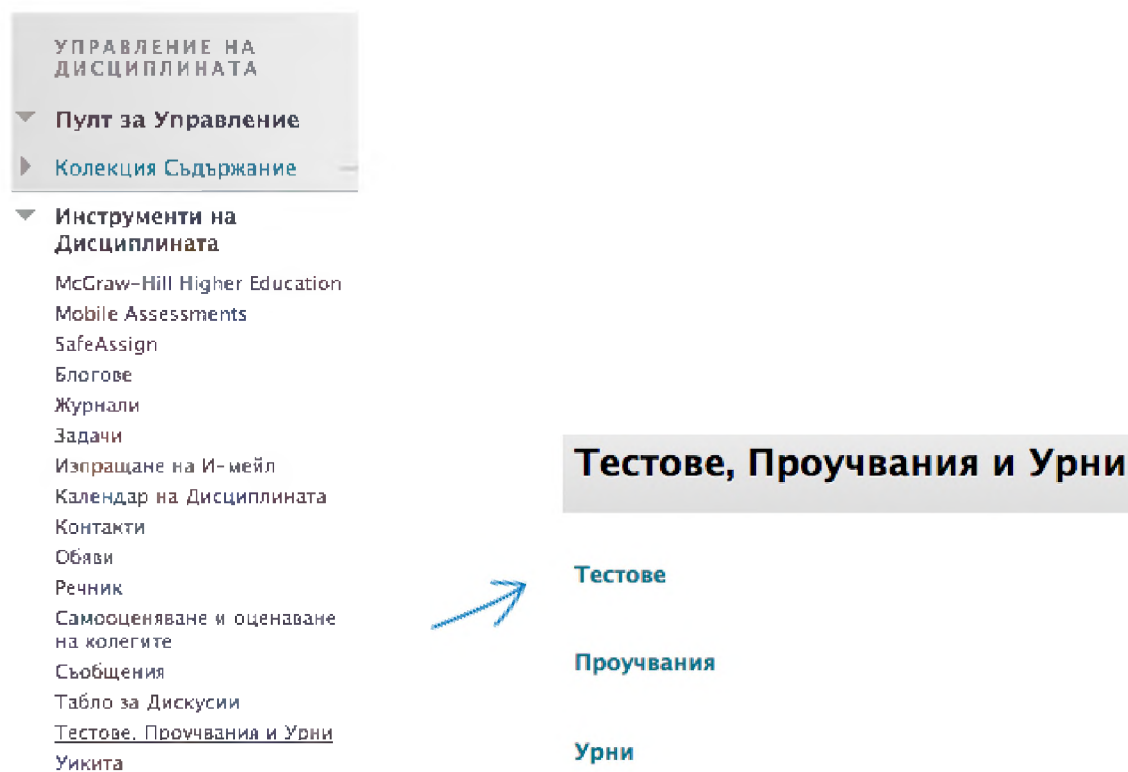 УПРАВЛЕНИЕ НА
ДИСЦИПЛИНАТА
Пулт за Управление
Колекция Съдържание
Инструменти на
Дисциплината
McGraw-Hill Higher Education
Mobile Assessments
SafeAssign
Блогове
Журнали
Задачи
Изпращане на И-мейл
Календар на Дисциплината
Контакти
Обяви
Речник
Самооценяване и оценаване
на колегите
Съобщения
Табло за Дискусии
Тестове, Проучвания и Урни
Уикита
Тестове, Проучвания и Урни
Тестове
Проучвания
Урни